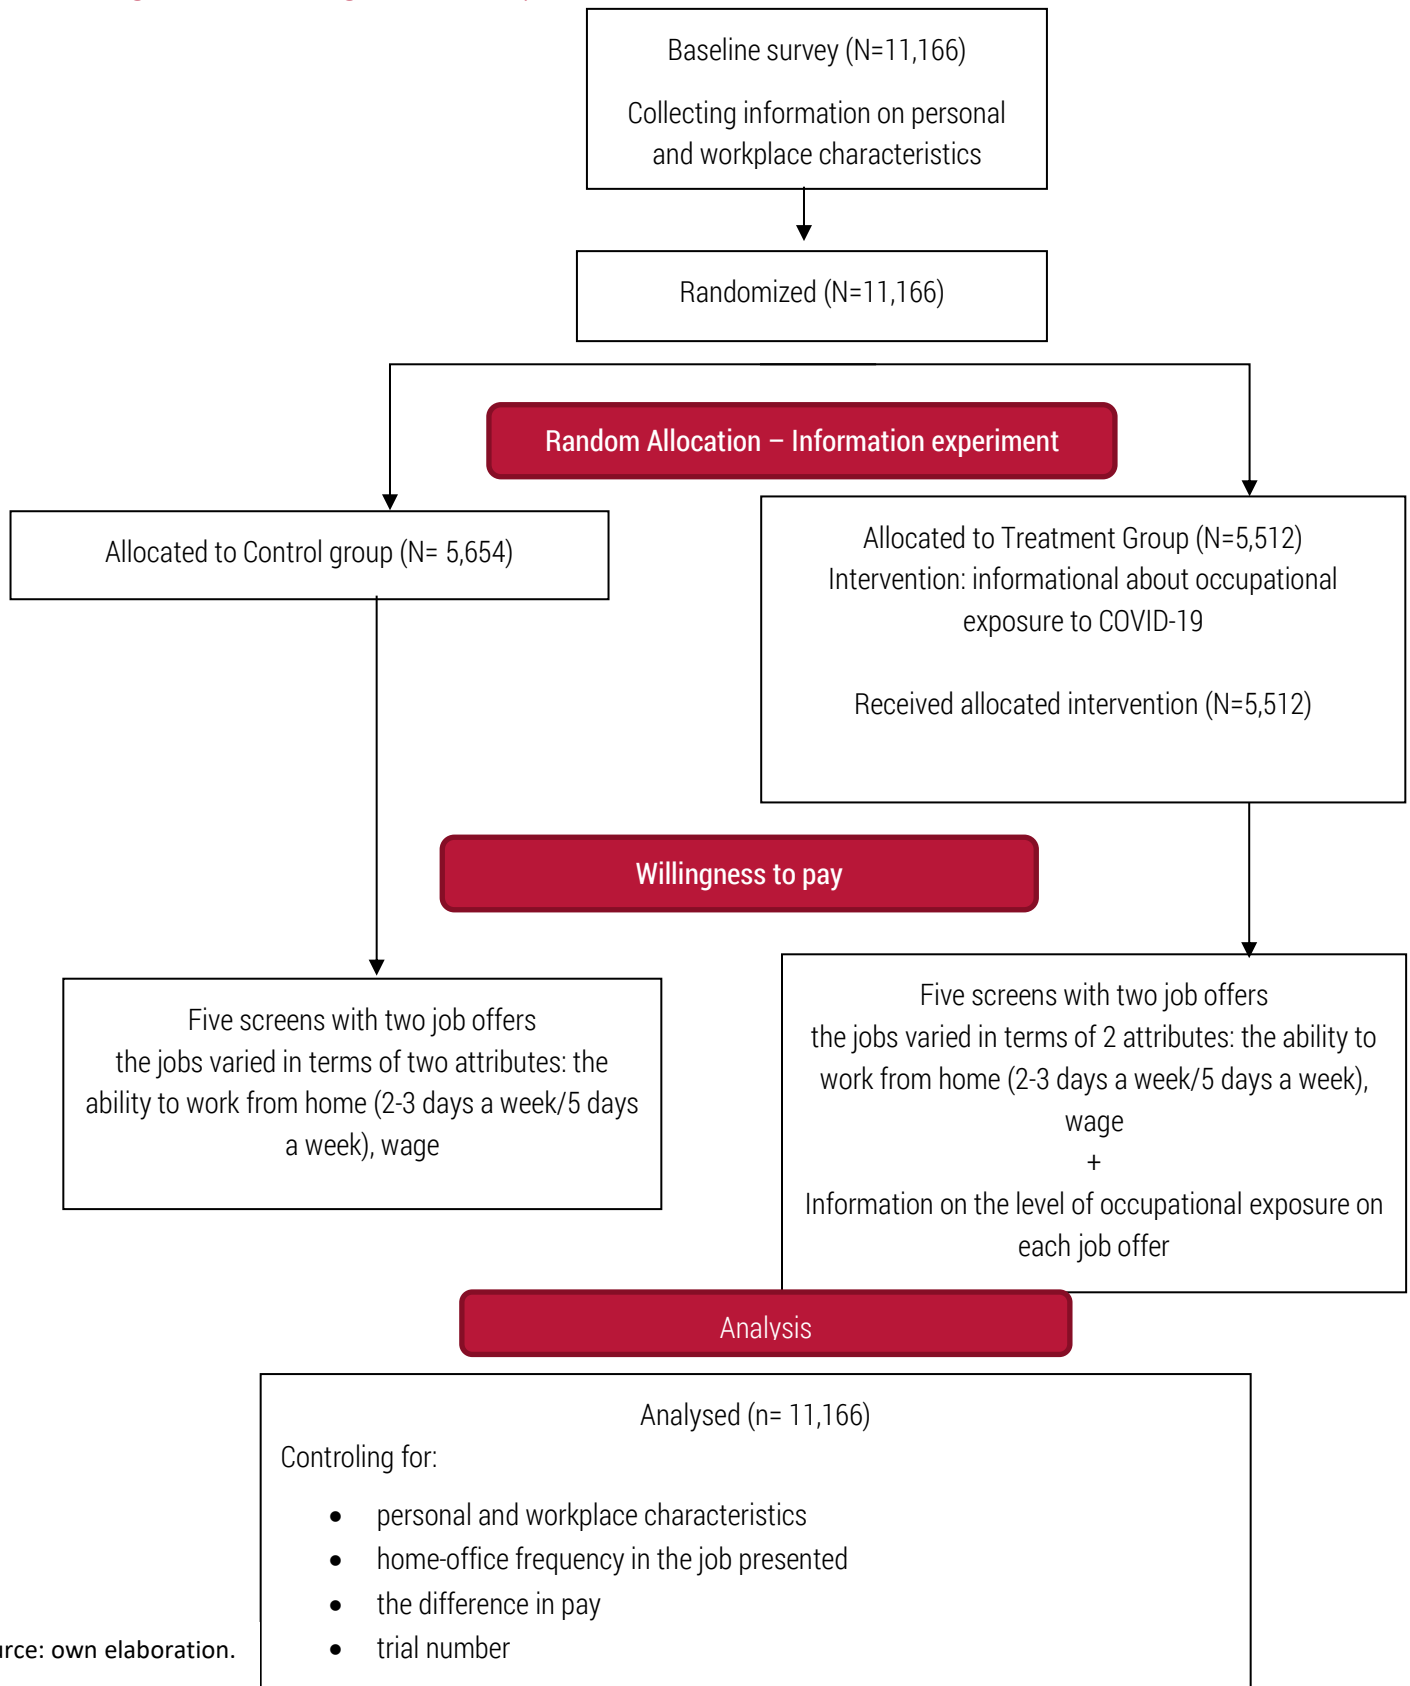 Baseline survey (N=11,166)
Collecting information on personal
and workplace characteristics
Randomized (N=11,166)
Random Allocation – Information experiment
Allocated to Control group (N= 5,654)
Allocated to Treatment Group (N=5,512)
Intervention: informational about occupational
exposure to COVID-19
Received allocated intervention (N=5,512)
Willingness to pay
Five screens with two job offers
the jobs varied in terms of two attributes: the
ability to work from home (2-3 days a week/5 days
a week), wage
Five screens with two job offers
the jobs varied in terms of 2 attributes: the ability to
work from home (2-3 days a week/5 days a week),
wage
+
Information on the level of occupational exposure on
each job offer
Analysis
Analysed (n= 11,166)
Controling for:
• personal and workplace characteristics
• home-office frequency in the job presented
• the difference in pay
• trial number
urce: own elaboration.